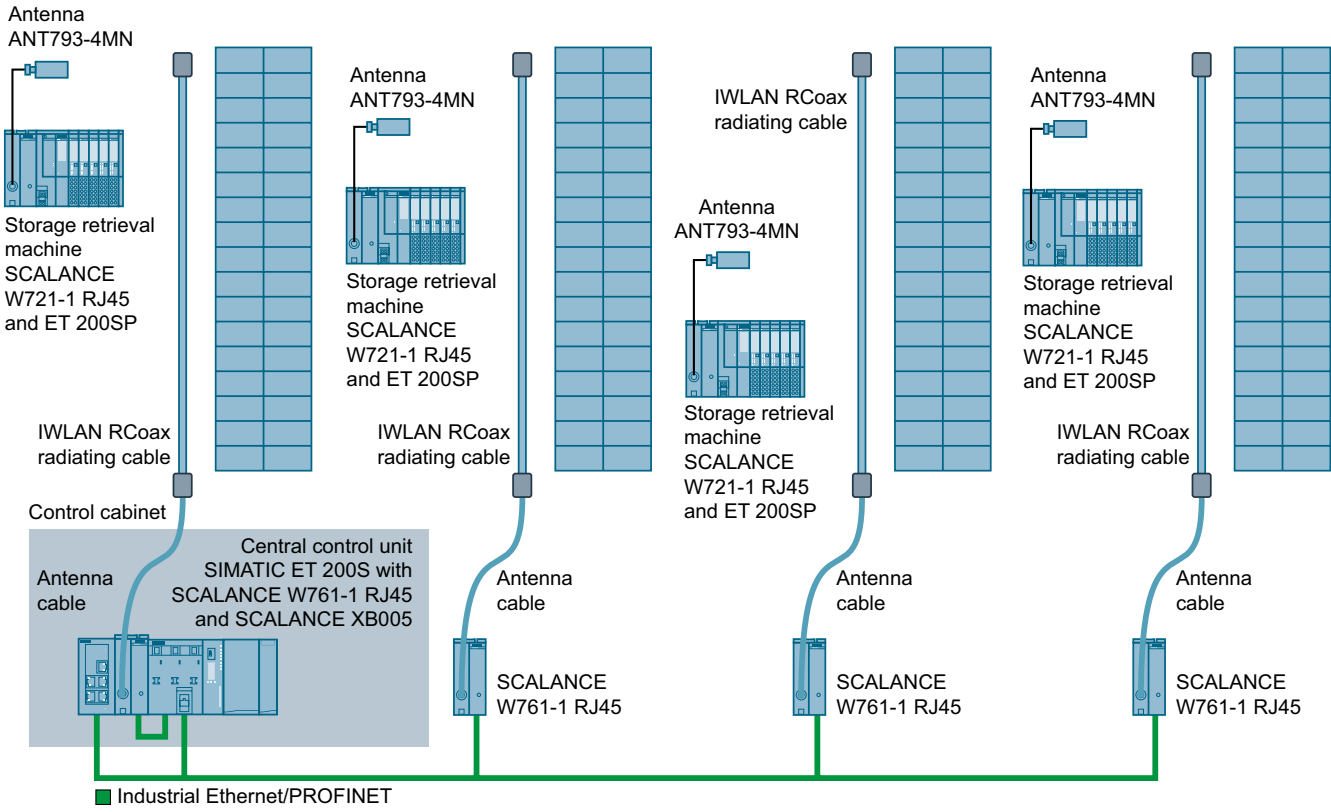 Antenna
ANT793-4MN
Storage retrieval
machine
SCALANCE
W721-1 RJ45
and ET 200SP
IWLAN RCoax
radiating cable
Antenna
ANT793-4MN
Storage retrieval
machine
SCALANCE
W721-1 RJ45
and ET 200SP
IWLAN RCoax
radiating cable
IWLAN RCoax
radiating cable
Antenna
ANT793-4MN
Storage retrieval
machine
SCALANCE
W721-1 RJ45
and ET 200SP
Antenna
ANT793-4MN
Storage retrieval
machine
SCALANCE
W721-1 RJ45
and ET 200SP
IWLAN RCoax
radiating cable
Control cabinet
Central control unit
SIMATIC ET 200S with
SCALANCE W761-1 RJ45
and SCALANCE XB005
Antenna
cable
Antenna
cable
SCALANCE
W761-1 RJ45
Antenna
cable
SCALANCE
W761-1 RJ45
Antenna
cable
SCALANCE
W761-1 RJ45
Industrial Ethernet/PROFINET